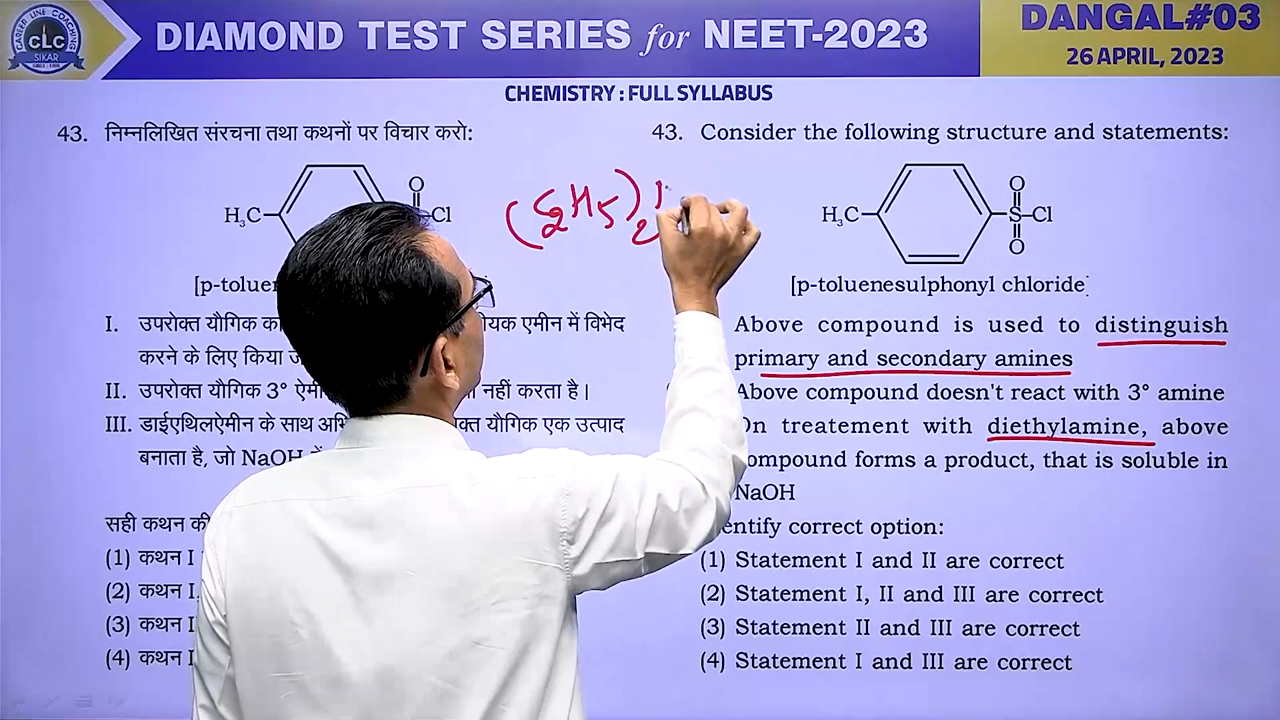 CAREER LINE COACHING
CLC
SIKAR
DIAMOND TEST SERIES for NEET-2023
DANGAL#03
26 APRIL, 2023
CHEMISTRY : FULL SYLLABUS
43. निम्नलिखित संरचना तथा कथनों पर विचार करो:
H₃C
O
Cl
I. उपरोक्त यौगिक
एमीन में विभेद
करने के लिए किया
II. उपरोक्त यौगिक 3° नहीं करता है।
III. डाईएथिलऐमीन के साथ यौगिक एक उत्पाद
बनाता है, जो NaOH
सही कथन
(1) कथन I
(2) कथन I
(3) कथन I
(4) कथन I
(C2H5)2
43. Consider the following structure and statements:
H₃C
O
S
Cl
O
[p-toluenesulphonyl chloride]
Above compound is used to distinguish
primary and secondary amines
Above compound doesn't react with 3° amine
On treatement with diethylamine, above
compound forms a product, that is soluble in
NaOH
Identify correct option:
(1) Statement I and II are correct
(2) Statement I, II and III are correct
(3) Statement II and III are correct
(4) Statement I and III are correct